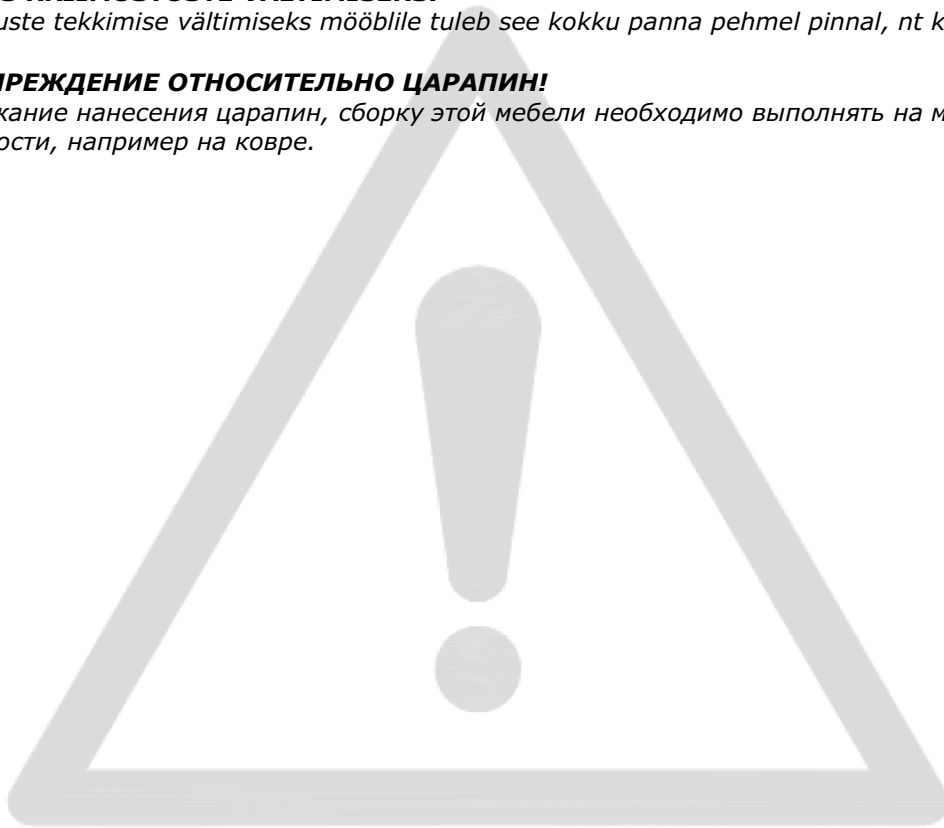 uste tekkimise vältimiseks mööblile tuleb see kokku panna pehmel pinnal, nt k
ПРЕЖДЕНИЕ ОТНОСИТЕЛЬНО ЦАРАПИН!
жание нанесения царапин, сборку этой мебели необходимо выполнять на м
ости, например на ковре.